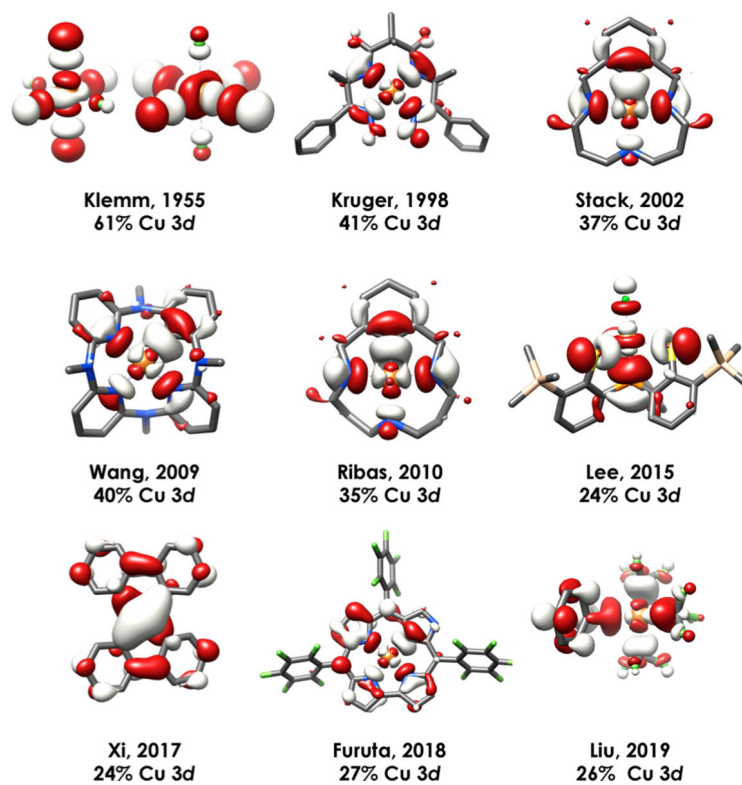 Klemm, 1955
61% Cu 3d
Kruger, 1998
41% Cu 3d
Stack, 2002
37% Cu 3d
Wang, 2009
40% Cu 3d
Ribas, 2010
35% Cu 3d
Lee, 2015
24% Cu 3d
Xi, 2017
24% Cu 3d
Furuta, 2018
27% Cu 3d
Liu, 2019
26% Cu 3d